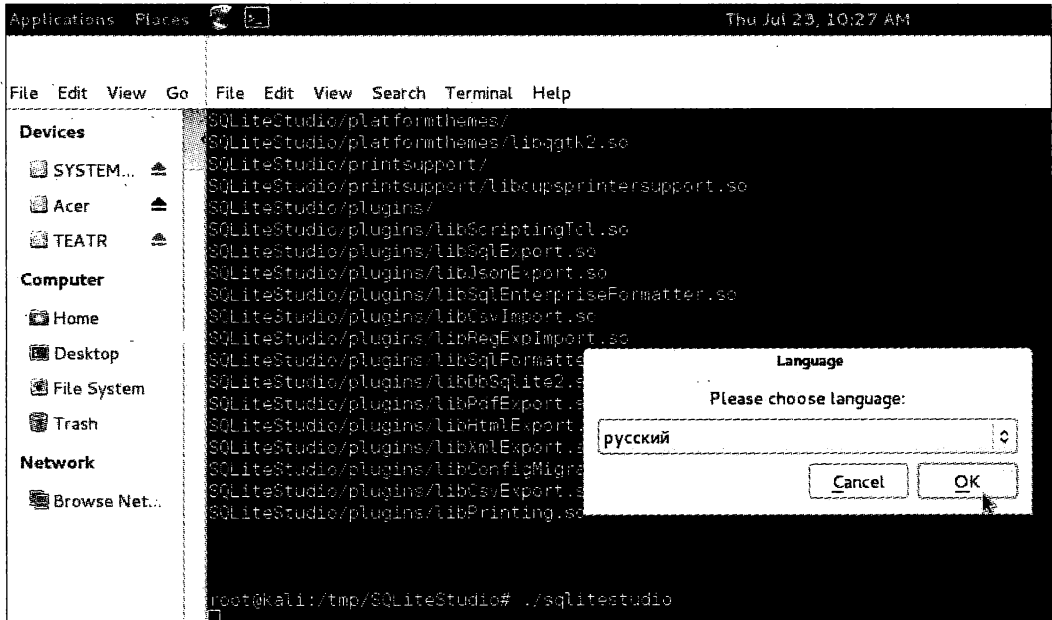 Applications Places Thu Jul 23, 10:27 AM
File Edit View Go
Devices
SYSTEM...
Acer
TEATR
Computer
Home
Desktop
File System
Trash
Network
Browse Net...
File Edit View Search Terminal Help
SQLiteStudio/platformthemes/
SQLiteStudio/platformthemes/libqgtk2.so
SQLiteStudio/printsupport/
SQLiteStudio/printsupport/libcupsprintersupport.so
SQLiteStudio/plugins/
SQLiteStudio/plugins/libScriptingTcl.so
SQLiteStudio/plugins/libSqlExport.so
SQLiteStudio/plugins/libJsonExport.so
SQLiteStudio/plugins/libSqlEnterpriseFormatter.so
SQLiteStudio/plugins/libCsvImport.so
SQLiteStudio/plugins/libRegExpImport.so
SQLiteStudio/plugins/libSqlFormatte
SQLiteStudio/plugins/libDbSqlite2.s
SQLiteStudio/plugins/libPdfExport.s
SQLiteStudio/plugins/libHtmlExport.
SQLiteStudio/plugins/libXmlExport.s
SQLiteStudio/plugins/libConfigMigra
SQLiteStudio/plugins/libCsvExport.s
SQLiteStudio/plugins/libPrinting.so
root@kali:/tmp/SQLiteStudio# ./sqlitestudio
Language
Please choose language:
русский
Cancel OK